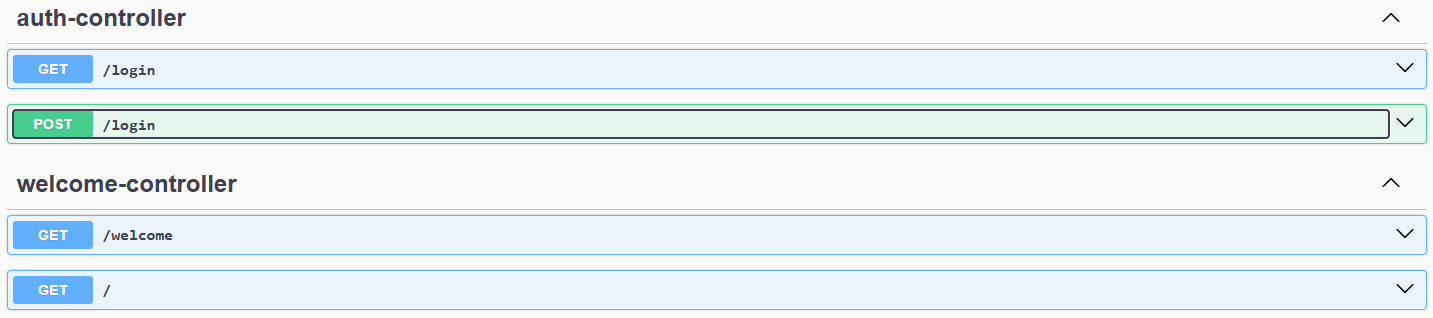 auth-controller
GET /login
POST /login
welcome-controller
GET /welcome
GET /